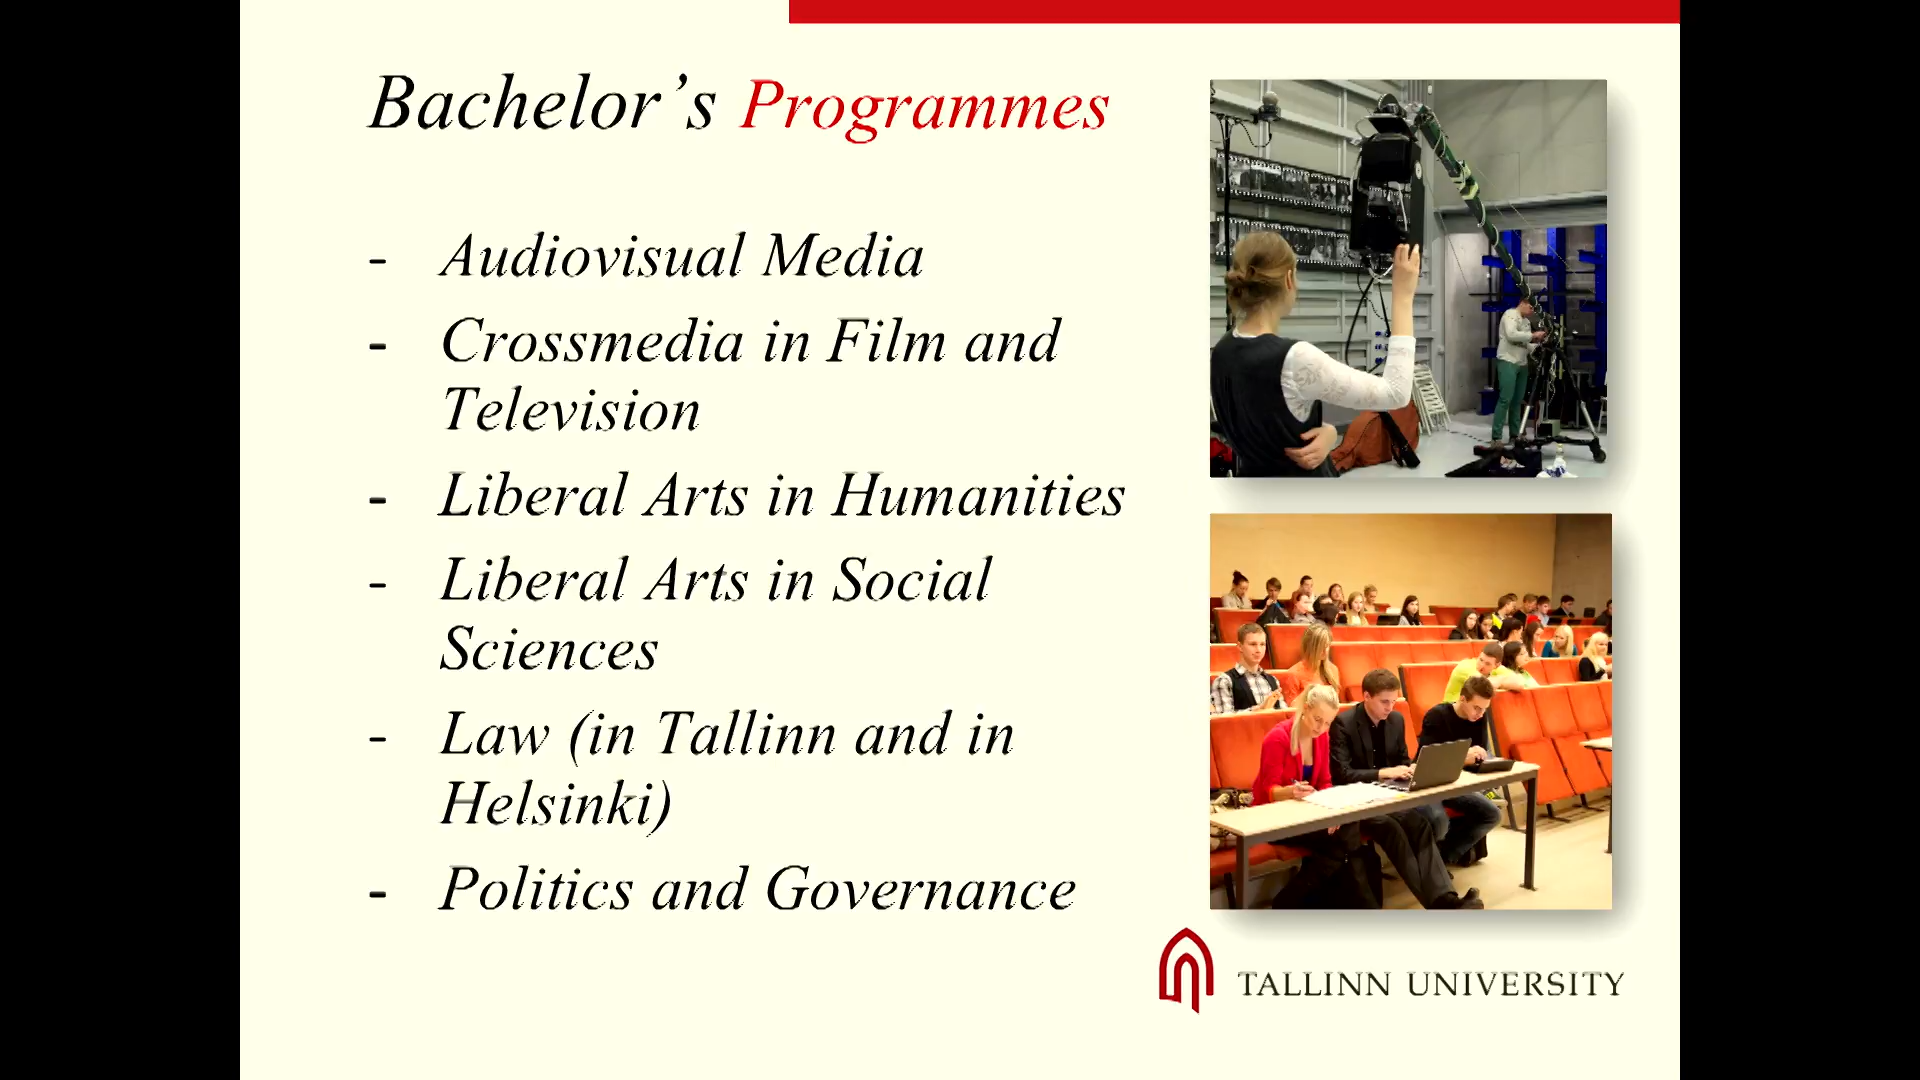 Bachelor’s Programmes
- Audiovisual Media
- Crossmedia in Film and
Television
- Liberal Arts in Humanities
- Liberal Arts in Social
Sciences
- Law (in Tallinn and in
Helsinki)
- Politics and Governance
TALLINN UNIVERSITY